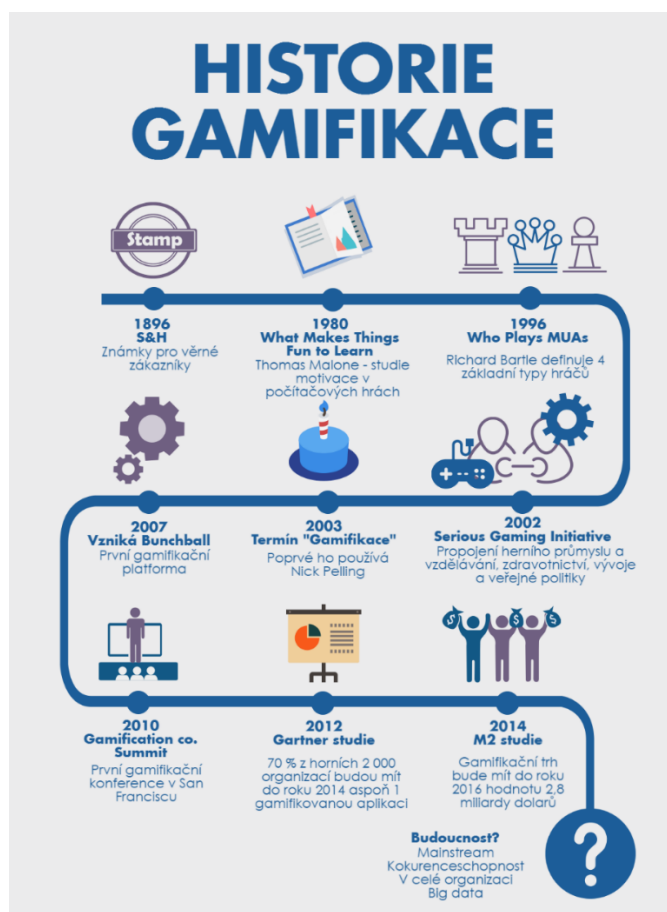 HISTORIE
GAMIFIKACE
Stamp
1896
S&H
Známky pro věrné
zákazníky
1980
What Makes Things
Fun to Learn
Thomas Malone - studie
motivace v
počítačových hrách
1996
Who Plays MUAs
Richard Bartle definuje 4
základní typy hráčů
2002
Serious Gaming Initiative
Propojení herního průmyslu a
vzdělávání, zdravotnictví, vývoje
a veřejné politiky
2003
Termín "Gamifikace"
Poprvé ho používá
Nick Pelling
2007
Vzniká Bunchball
První gamifikační
platforma
2010
Gamification co.
Summit
První gamifikační
konference v San
Franciscu
2012
Gartner studie
70 % z horních 2 000
organizací budou mít
do roku 2014 aspoň 1
gamifikovanou aplikaci
$ $ $
2014
M2 studie
Gamifikační trh
bude mít do roku
2016 hodnotu 2,8
miliardy dolarů
Budoucnost?
Mainstream
Kokurenceschopnost
V celé organizaci
Big data
?